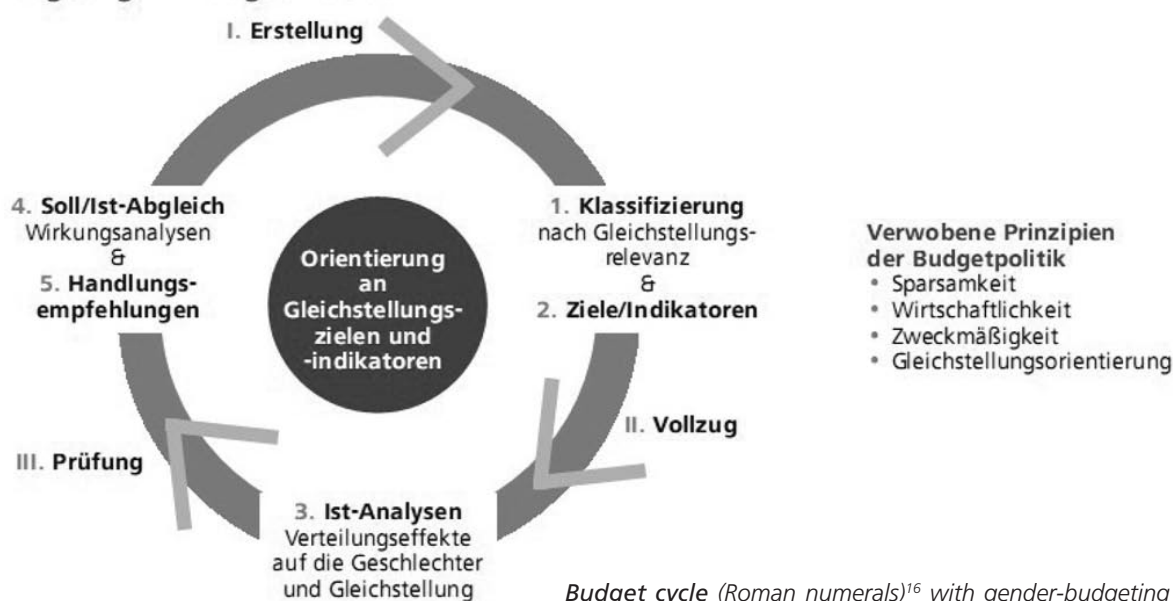 I. Erstellung
4. Soll/Ist-Abgleich
Wirkungsanalysen
&
5. Handlungs-
empfehlungen
Orientierung
an
Gleichstellungs-
zielen und
-indikatoren
1. Klassifizierung
nach Gleichstellungs-
relevanz
&
2. Ziele/Indikatoren
Verwobene Prinzipien
der Budgetpolitik
• Sparsamkeit
• Wirtschaftlichkeit
• Zweckmäßigkeit
• Gleichstellungsorientierung
II. Vollzug
III. Prüfung
3. Ist-Analysen
Verteilungseffekte
auf die Geschlechter
und Gleichstellung
Budget cycle (Roman numerals)16 with gender-budgeting